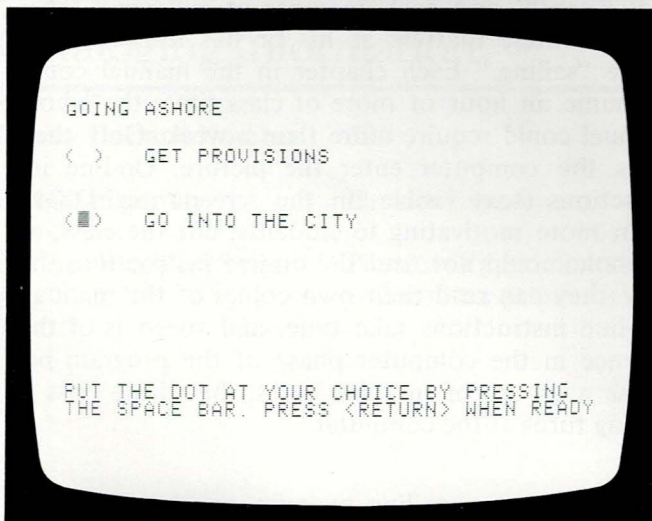 GOING ASHORE
( ) GET PROVISIONS
(▓) GO INTO THE CITY
PUT THE DOT AT YOUR CHOICE BY PRESSING
THE SPACE BAR. PRESS <RETURN> WHEN READY